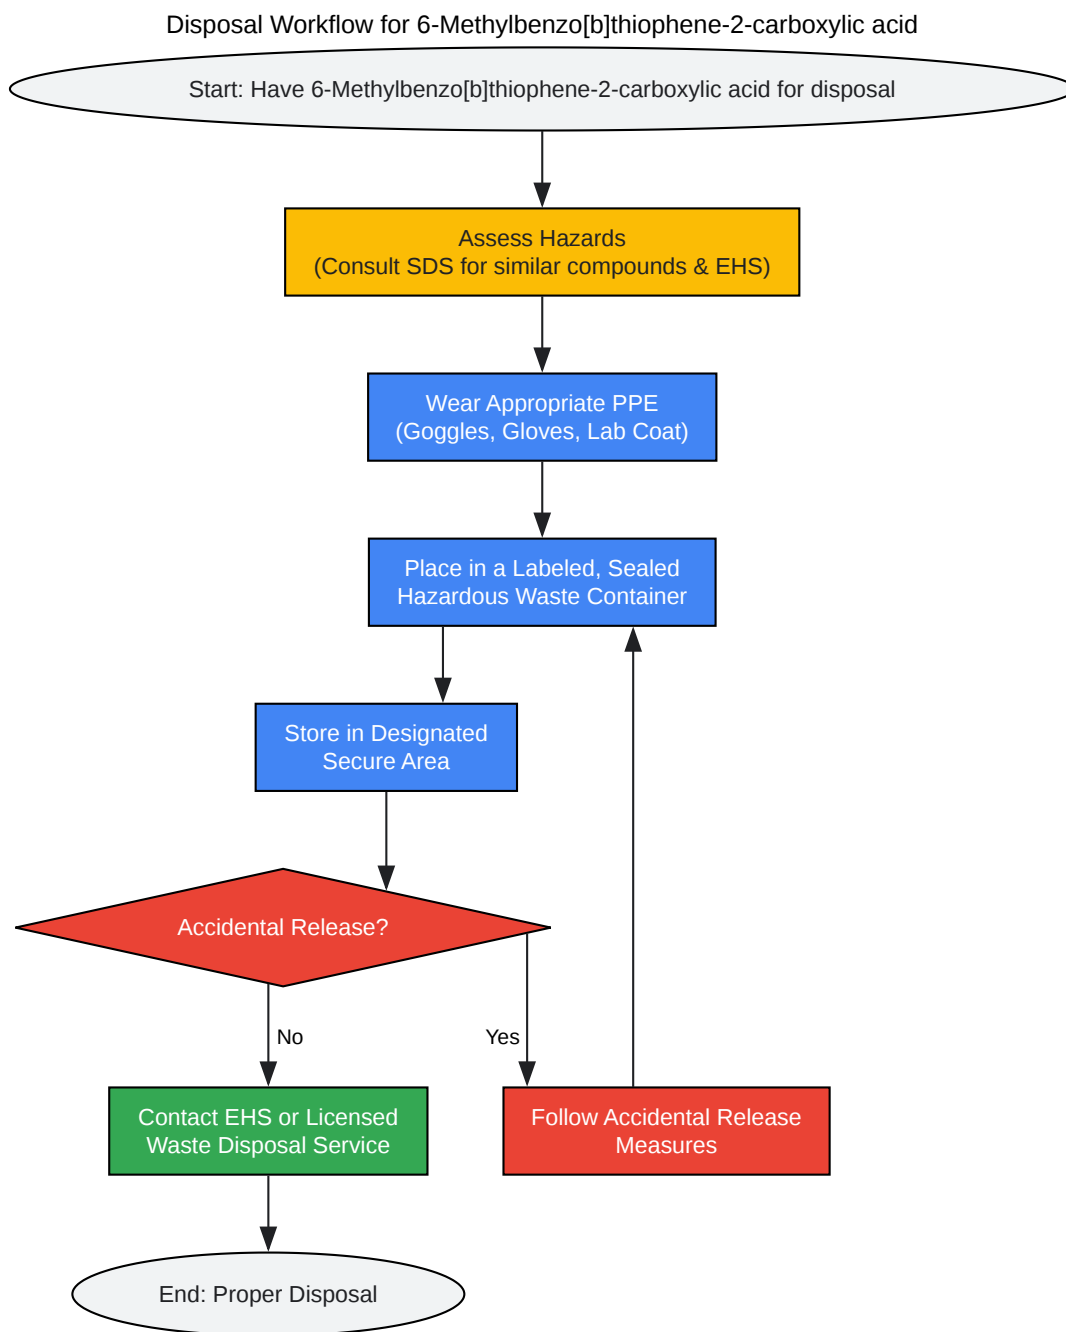 Disposal Workflow for 6-Methylbenzo[b]thiophene-2-carboxylic acid
Start: Have 6-Methylbenzo[b]thiophene-2-carboxylic acid for disposal
Assess Hazards
(Consult SDS for similar compounds & EHS)
Wear Appropriate PPE
(Goggles, Gloves, Lab Coat)
Place in a Labeled, Sealed
Hazardous Waste Container
Store in Designated
Secure Area
Accidental Release?
No
Yes
Contact EHS or Licensed
Waste Disposal Service
Follow Accidental Release
Measures
End: Proper Disposal